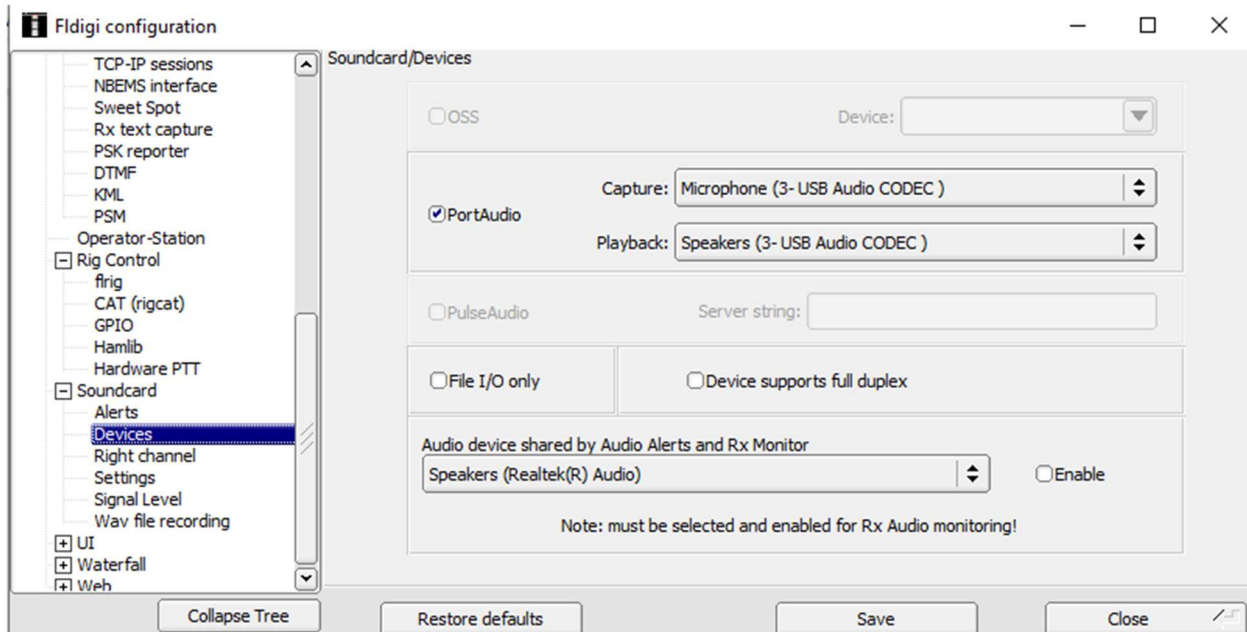 Fldigi configuration
TCP-IP sessions
NBEMS interface
Sweet Spot
Rx text capture
PSK reporter
DTMF
KML
PSM
Operator-Station
Rig Control
flrig
CAT (rigcat)
GPIO
Hamlib
Hardware PTT
Soundcard
Alerts
Devices
Right channel
Settings
Signal Level
Wav file recording
UI
Waterfall
Web
Collapse Tree
Soundcard/Devices
OSS Device:
Capture: Microphone (3- USB Audio CODEC )
PortAudio
Playback: Speakers (3- USB Audio CODEC )
PulseAudio Server string:
File I/O only Device supports full duplex
Audio device shared by Audio Alerts and Rx Monitor
Speakers (Realtek(R) Audio) Enable
Note: must be selected and enabled for Rx Audio monitoring!
Restore defaults Save Close